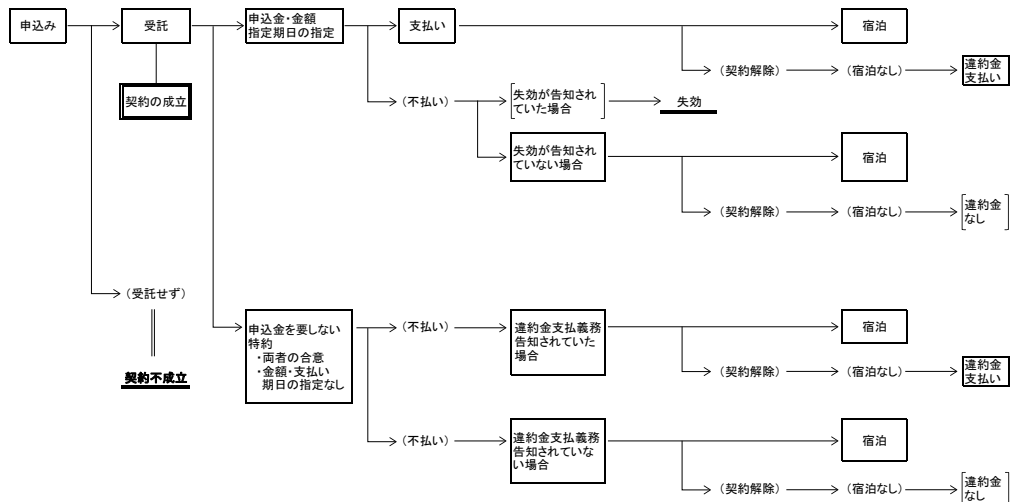 申込み
受託
申込金・金額
指定期日の指定
支払い
宿泊
(契約解除)
(宿泊なし)
違約金
支払い
契約の成立
(不払い)
失効が告知され
ていた場合
失効
失効が告知され
ていない場合
宿泊
(契約解除)
(宿泊なし)
違約金
なし
(受託せず)
契約不成立
申込金を要しない
特約
・両者の合意
・金額・支払い
期日の指定なし
(不払い)
違約金支払義務
告知されていた
場合
宿泊
(契約解除)
(宿泊なし)
違約金
支払い
(不払い)
違約金支払義務
告知されていな
い場合
宿泊
(契約解除)
(宿泊なし)
違約金
なし